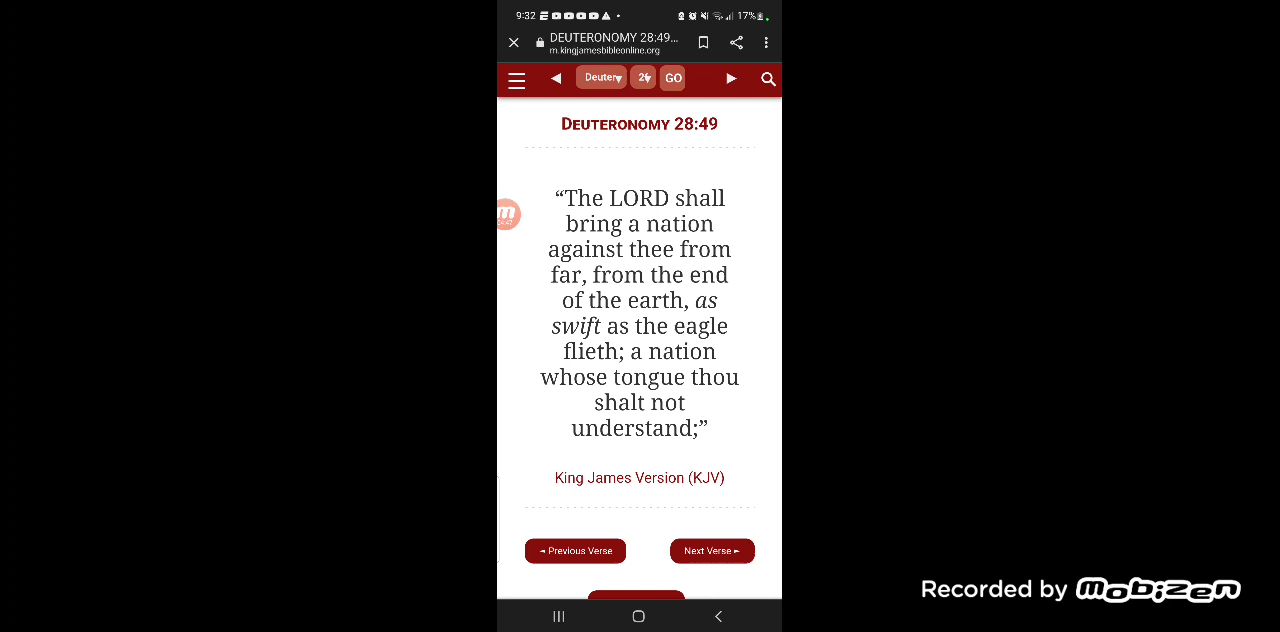 9:32
17%
DEUTERONOMY 28:49...
m.kingjamesbibleonline.org
Deuter
GO
DEUTERONOMY 28:49
“The LORD shall
bring a nation
against thee from
far, from the end
of the earth, as
swift as the eagle
flieth; a nation
whose tongue thou
shalt not
understand;”
King James Version (KJV)
◄ Previous Verse
Next Verse ►
Recorded by mobizen